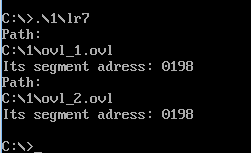 C:\>.\1\lr7
Path:
C:\1\ovl_1.ovl
Its segment adress: 0198
Path:
C:\1\ovl_2.ovl
Its segment adress: 0198
C:\>_